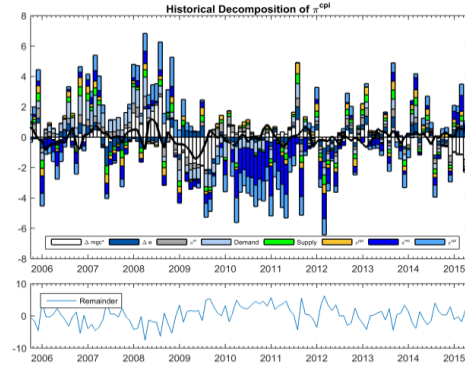 Historical Decomposition of π^cpi
8
6
4
2
0
-2
-4
-6
-8
Δ mgc* Δ e Demand Supply
2006 2007 2008 2009 2010 2011 2012 2013 2014 2015
10
0
-10
Remainder
2006 2007 2008 2009 2010 2011 2012 2013 2014 2015